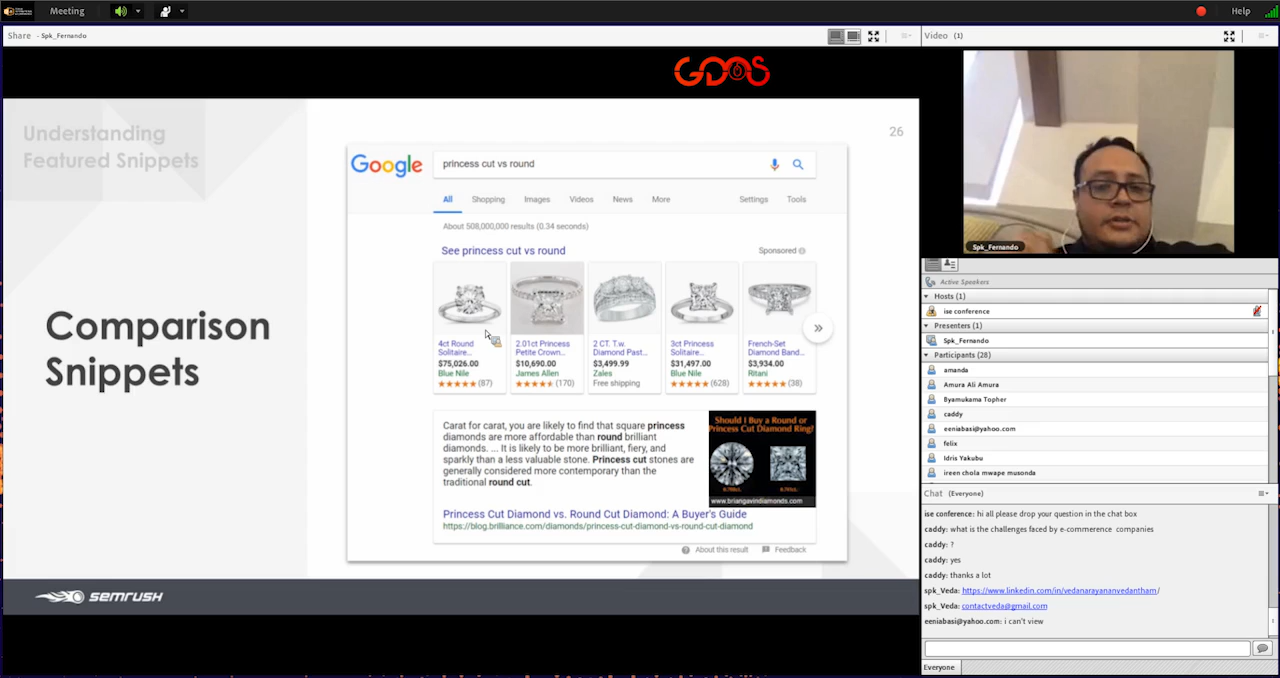 Meeting
Help
Share - Spk_Fernando
Video (1)
GDOS
Understanding
Featured Snippets
26
Comparison
Snippets
Google
princess cut vs round
All Shopping Images Videos News More Settings Tools
About 508,000,000 results (0.34 seconds)
See princess cut vs round
Sponsored
4ct Round
Solitaire...
$75,026.00
Blue Nile
(87)
2.01ct Princess
Petite Crown...
$10,690.00
James Allen
(170)
2 CT. T.w.
Diamond Past...
$3,499.99
Zales
Free shipping
3ct Princess
Solitaire...
$31,497.00
Blue Nile
(628)
French-Set
Diamond Band...
$3,934.00
Ritani
(38)
Carat for carat, you are likely to find that square princess
diamonds are more affordable than round brilliant
diamonds. ... It is likely to be more brilliant, fiery, and
sparkly than a less valuable stone. Princess cut stones are
generally considered more contemporary than the
traditional round cut.
Should I Buy a Round or
Princess Cut Diamond Ring?
www.briangavindiamonds.com
Princess Cut Diamond vs. Round Cut Diamond: A Buyer's Guide
https://blog.brilliance.com/diamonds/princess-cut-diamond-vs-round-cut-diamond
About this result Feedback
SEMRUSH
Spk_Fernando
Active Speakers
Hosts (1)
ise conference
Presenters (1)
Spk_Fernando
Participants (28)
amanda
Amura Ali Amura
Byamukama Topher
caddy
eeniabasi@yahoo.com
felix
Idris Yakubu
ireen chola mwape musonda
Chat (Everyone)
ise conference: hi all please drop your question in the chat box
caddy: what is the challenges faced by e-commerence companies
caddy: ?
caddy: yes
caddy: thanks a lot
spk_Veda: https://www.linkedin.com/in/vedanarayananvedantham/
spk_Veda: contactveda@gmail.com
eeniabasi@yahoo.com: i can't view
Everyone